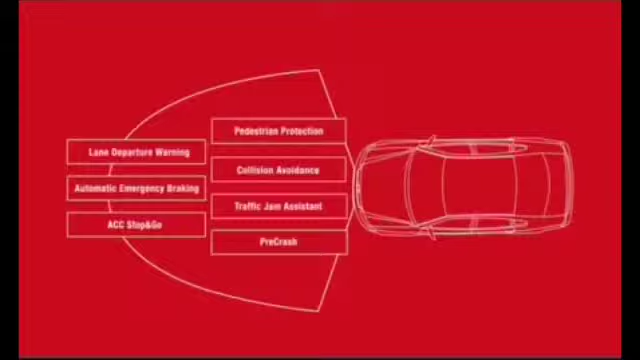 Pedestrian Protection
Lane Departure Warning
Collision Avoidance
Automatic Emergency Braking
Traffic Jam Assistant
ACC Stop&Go
PreCrash